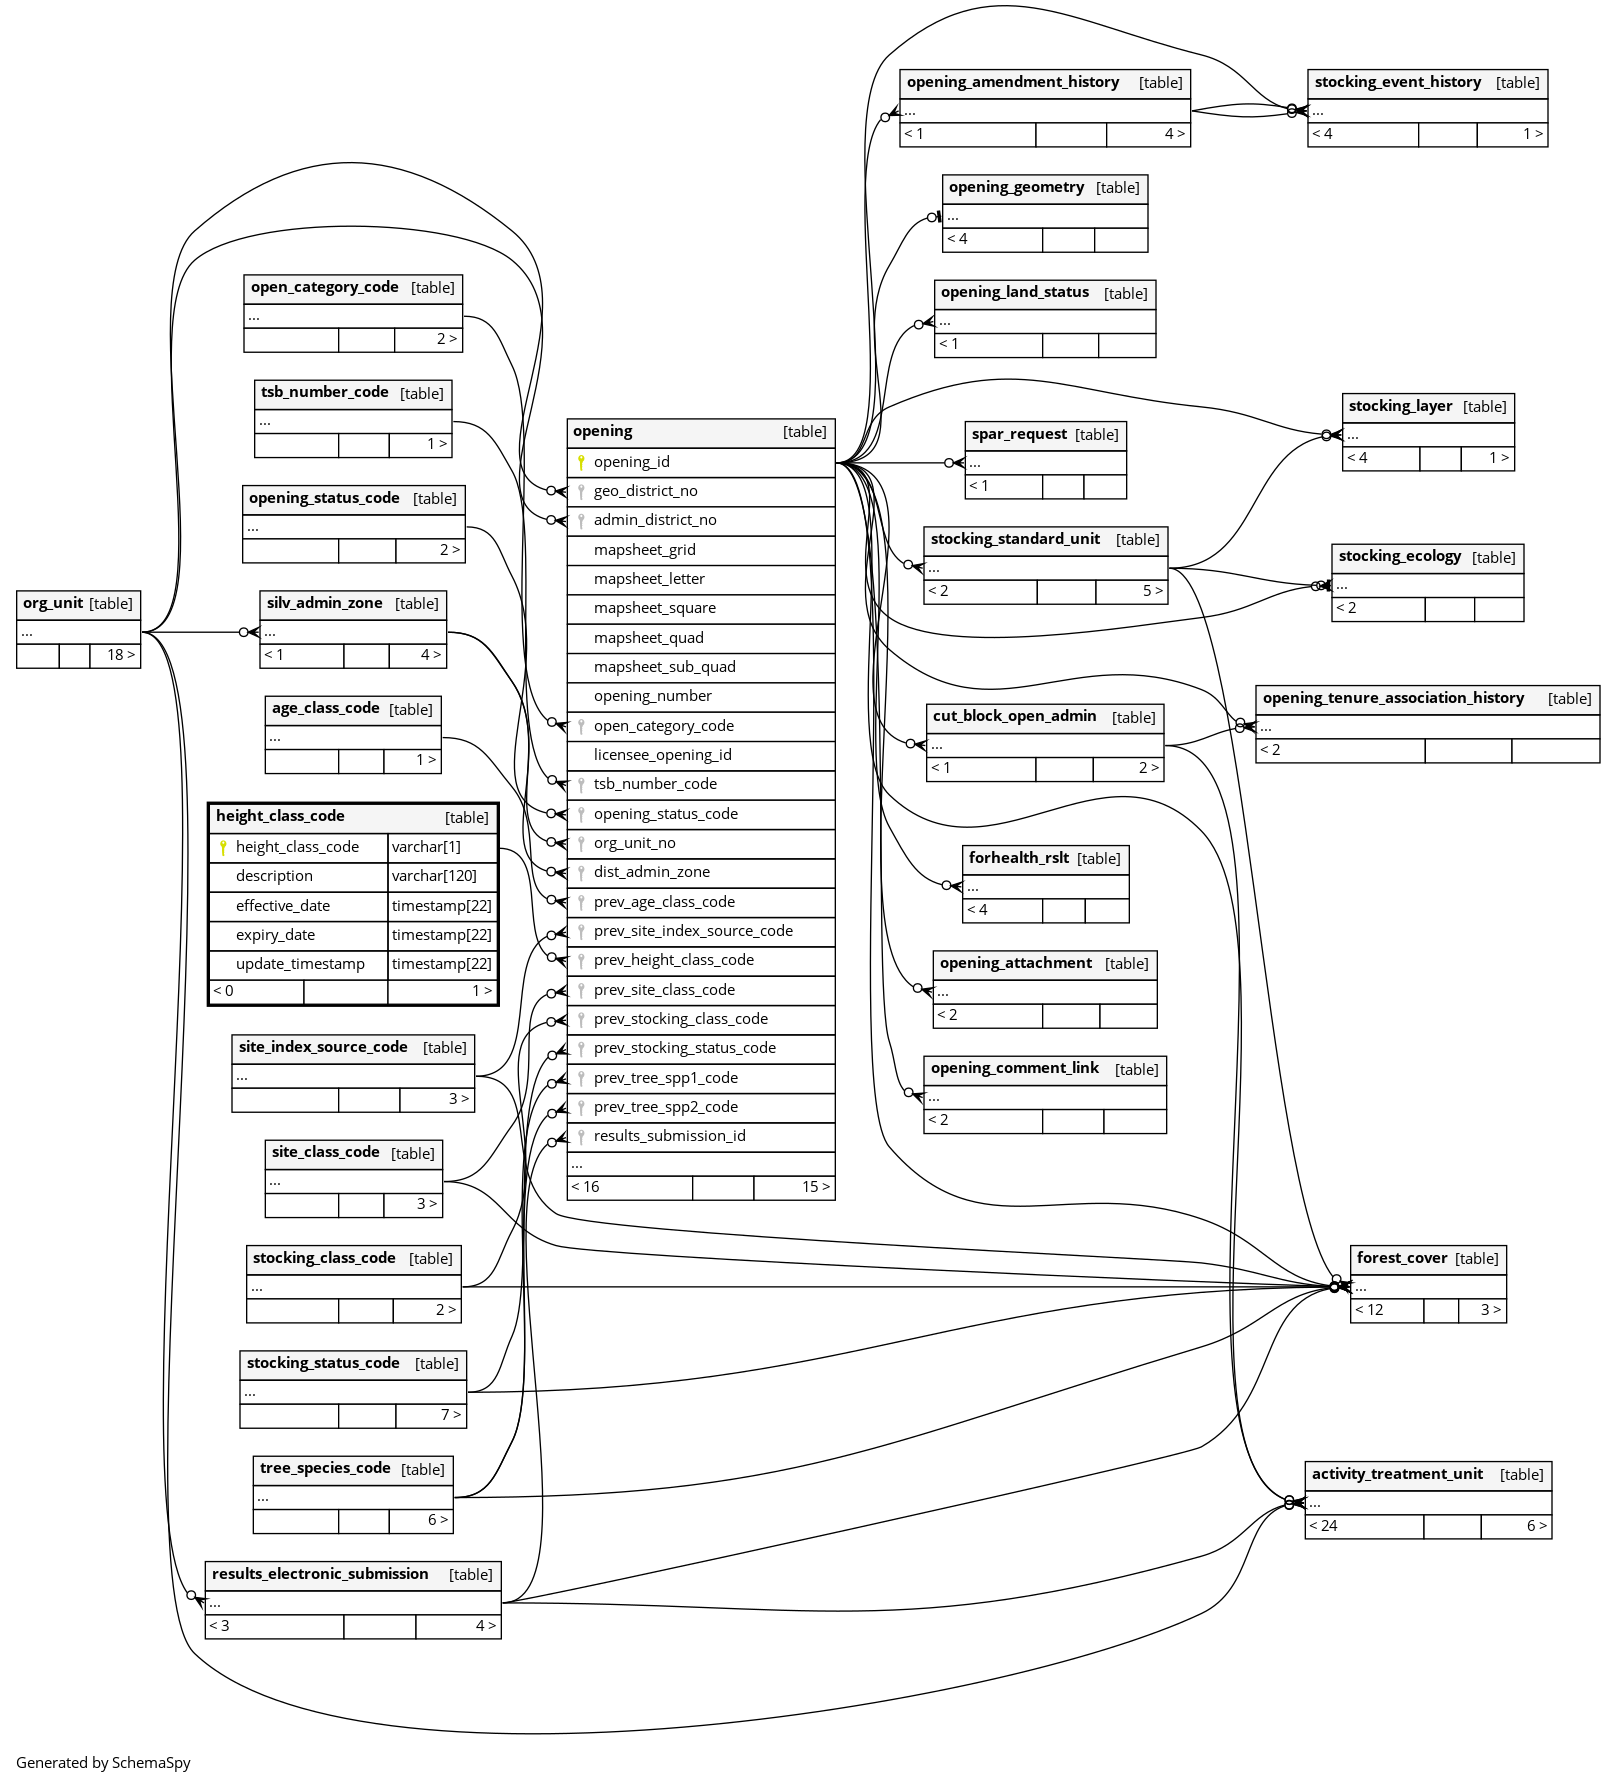 opening_amendment_history [table]
...
< 1 4 >
stocking_event_history [table]
...
< 4 1 >
opening_geometry [table]
...
< 4
opening_land_status [table]
...
< 1
open_category_code [table]
...
2 >
tsb_number_code [table]
...
1 >
opening_status_code [table]
...
2 >
org_unit [table]
...
18 >
silv_admin_zone [table]
...
< 1 4 >
age_class_code [table]
...
1 >
height_class_code [table]
height_class_code varchar[1]
description varchar[120]
effective_date timestamp[22]
expiry_date timestamp[22]
update_timestamp timestamp[22]
< 0 1 >
site_index_source_code [table]
...
3 >
site_class_code [table]
...
3 >
stocking_class_code [table]
...
2 >
stocking_status_code [table]
...
7 >
tree_species_code [table]
...
6 >
results_electronic_submission [table]
...
< 3 4 >
opening [table]
opening_id
geo_district_no
admin_district_no
mapsheet_grid
mapsheet_letter
mapsheet_square
mapsheet_quad
mapsheet_sub_quad
opening_number
open_category_code
licensee_opening_id
tsb_number_code
opening_status_code
org_unit_no
dist_admin_zone
prev_age_class_code
prev_site_index_source_code
prev_height_class_code
prev_site_class_code
prev_stocking_class_code
prev_stocking_status_code
prev_tree_spp1_code
prev_tree_spp2_code
results_submission_id
...
< 16 15 >
spar_request [table]
...
< 1
stocking_standard_unit [table]
...
< 2 5 >
cut_block_open_admin [table]
...
< 1 2 >
forhealth_rslt [table]
...
< 4
opening_attachment [table]
...
< 2
opening_comment_link [table]
...
< 2
stocking_layer [table]
...
< 4 1 >
stocking_ecology [table]
...
< 2
opening_tenure_association_history [table]
...
< 2
forest_cover [table]
...
< 12 3 >
activity_treatment_unit [table]
...
< 24 6 >
Generated by SchemaSpy